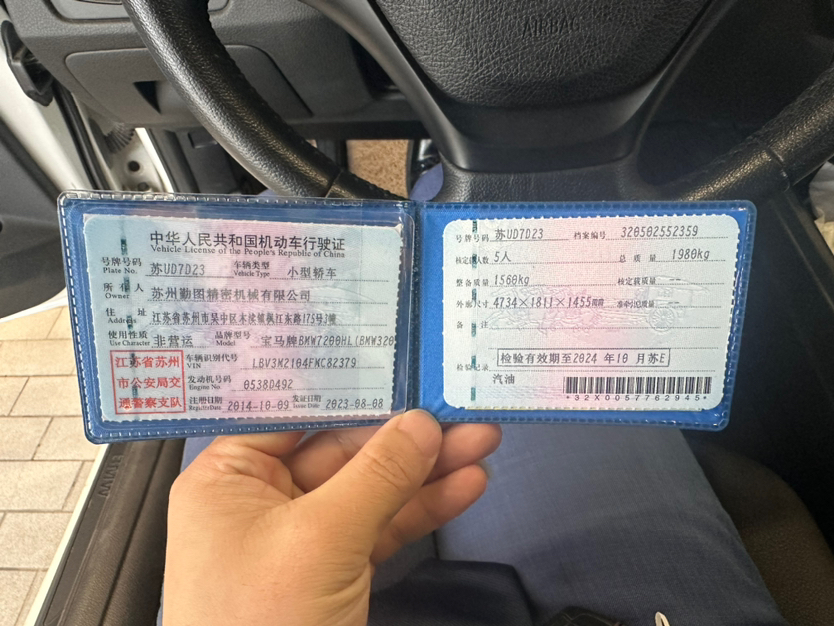 AIRBAG
中华人民共和国机动车行驶证
Vehicle License of the People's Republic of China
号牌号码 苏UD7D23 车辆类型 小型轿车
Plate No. Vehicle Type
所有人 苏州勤图精密机械有限公司
Owner
住址 江苏省苏州市吴中区木渎镇枫江东路175号1幢
Address
使用性质 非营运 品牌型号 宝马牌BMW7200HL(BMW320
Use Character Model
江苏省苏州
市公安局交
通警察支队
车辆识别代号 LBV3M2104FMC82379
VIN
发动机号码 0538D492
Engine No.
注册日期 2014-10-09 发证日期 2023-08-08
Register Date Issue Date
号牌号码 苏UD7D23 档案编号 320502552359
核定载人数 5人 总质量 1980kg
整备质量 1560kg 核定载质量 --
外廓尺寸 4734×1811×1455mm 准牵引总质量 --
备注
检验记录 检验有效期至2024年10月苏E
汽油
*32X0057762945*